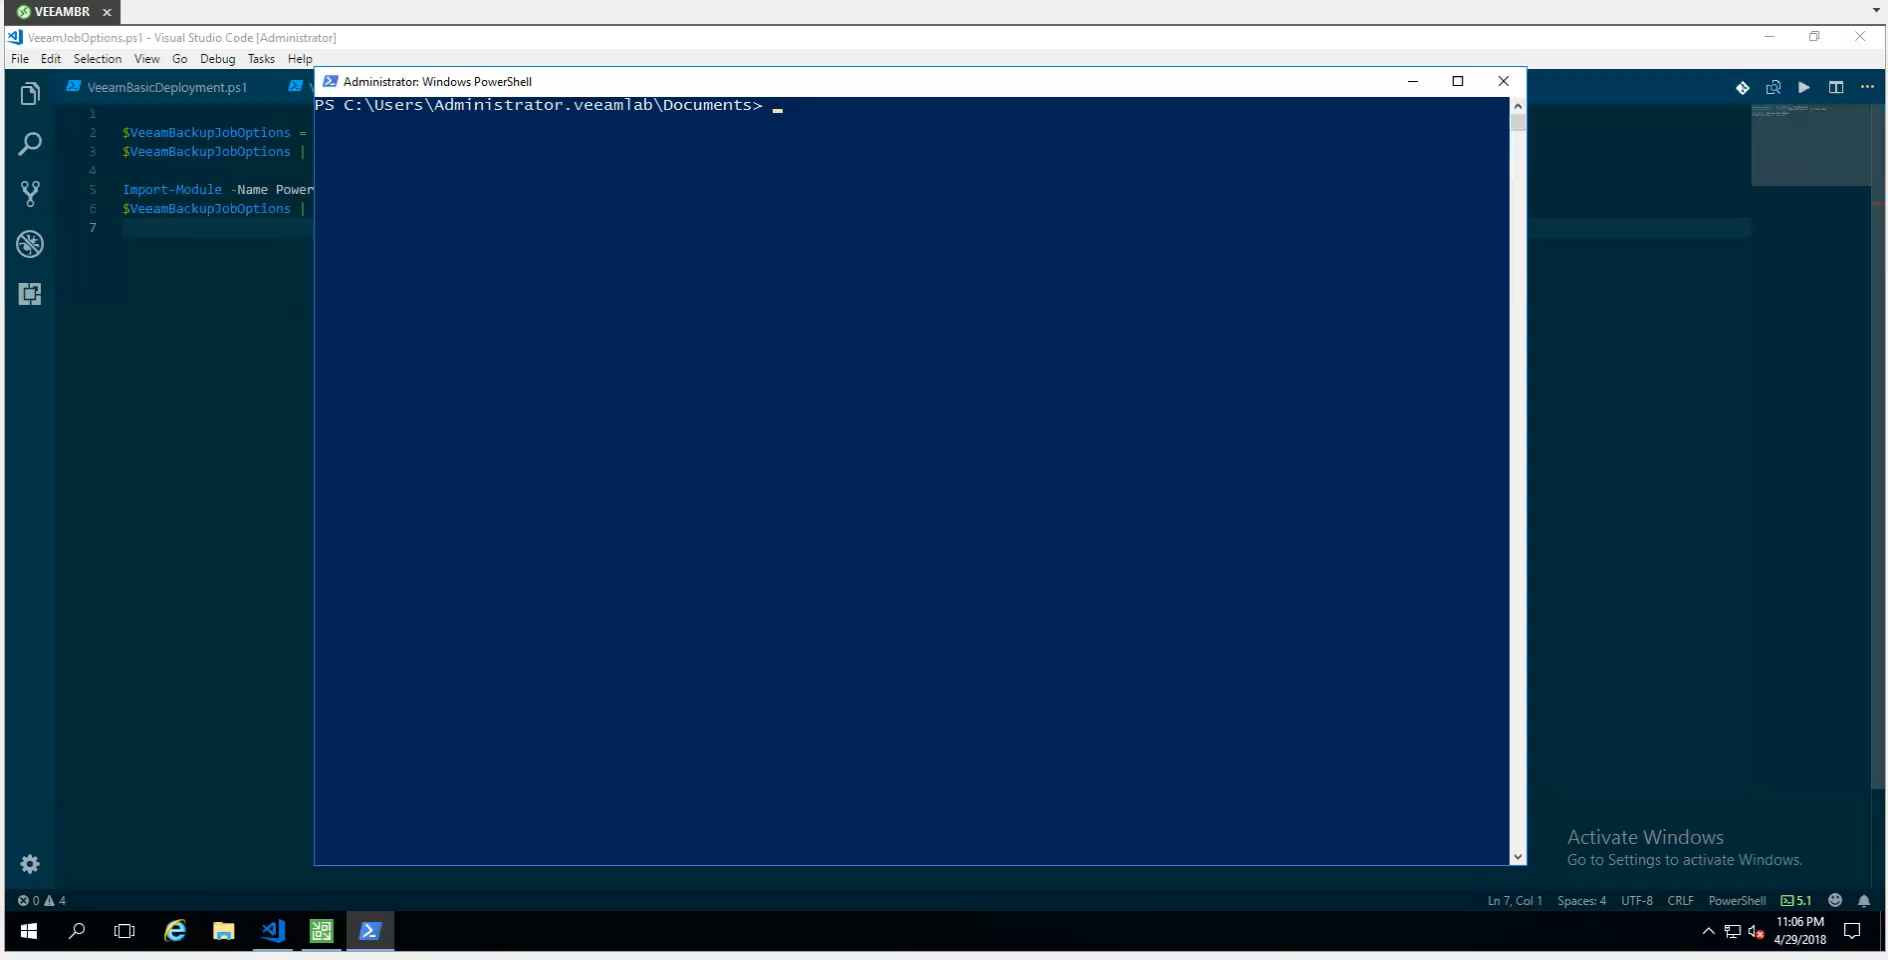 VEEAMBR
VeeamJobOptions.ps1 - Visual Studio Code [Administrator]
File Edit Selection View Go Debug Tasks Help
VeeamBasicDeployment.ps1
Administrator: Windows PowerShell
PS C:\Users\Administrator.veeamlab\Documents> _
1
2 $VeeamBackupJobOptions =
3 $VeeamBackupJobOptions |
4
5 Import-Module -Name Power
6 $VeeamBackupJobOptions |
7
Activate Windows
Go to Settings to activate Windows.
0 4
Ln 7, Col 1 Spaces: 4 UTF-8 CRLF PowerShell 5.1
11:06 PM
4/29/2018